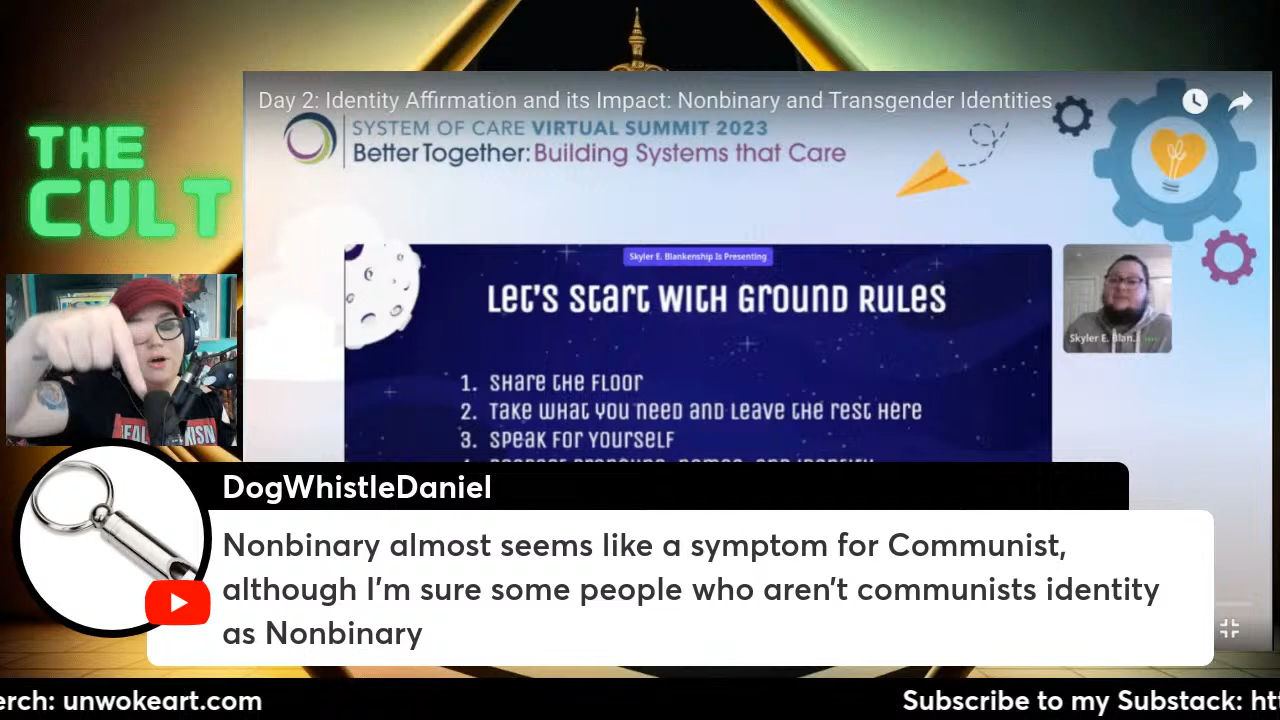 Day 2: Identity Affirmation and its Impact: Nonbinary and Transgender Identities
SYSTEM OF CARE VIRTUAL SUMMIT 2023
Better Together: Building Systems that Care
THE
CULT
Skyler E. Blankenship Is Presenting
Let's Start With Ground Rules
1. Share the Floor
2. Take what you need and leave the rest here
3. Speak for yourself
Skyler E. Blan..
DogWhistleDaniel
Nonbinary almost seems like a symptom for Communist,
although I'm sure some people who aren't communists identity
as Nonbinary
erch: unwokeart.com
Subscribe to my Substack: ht